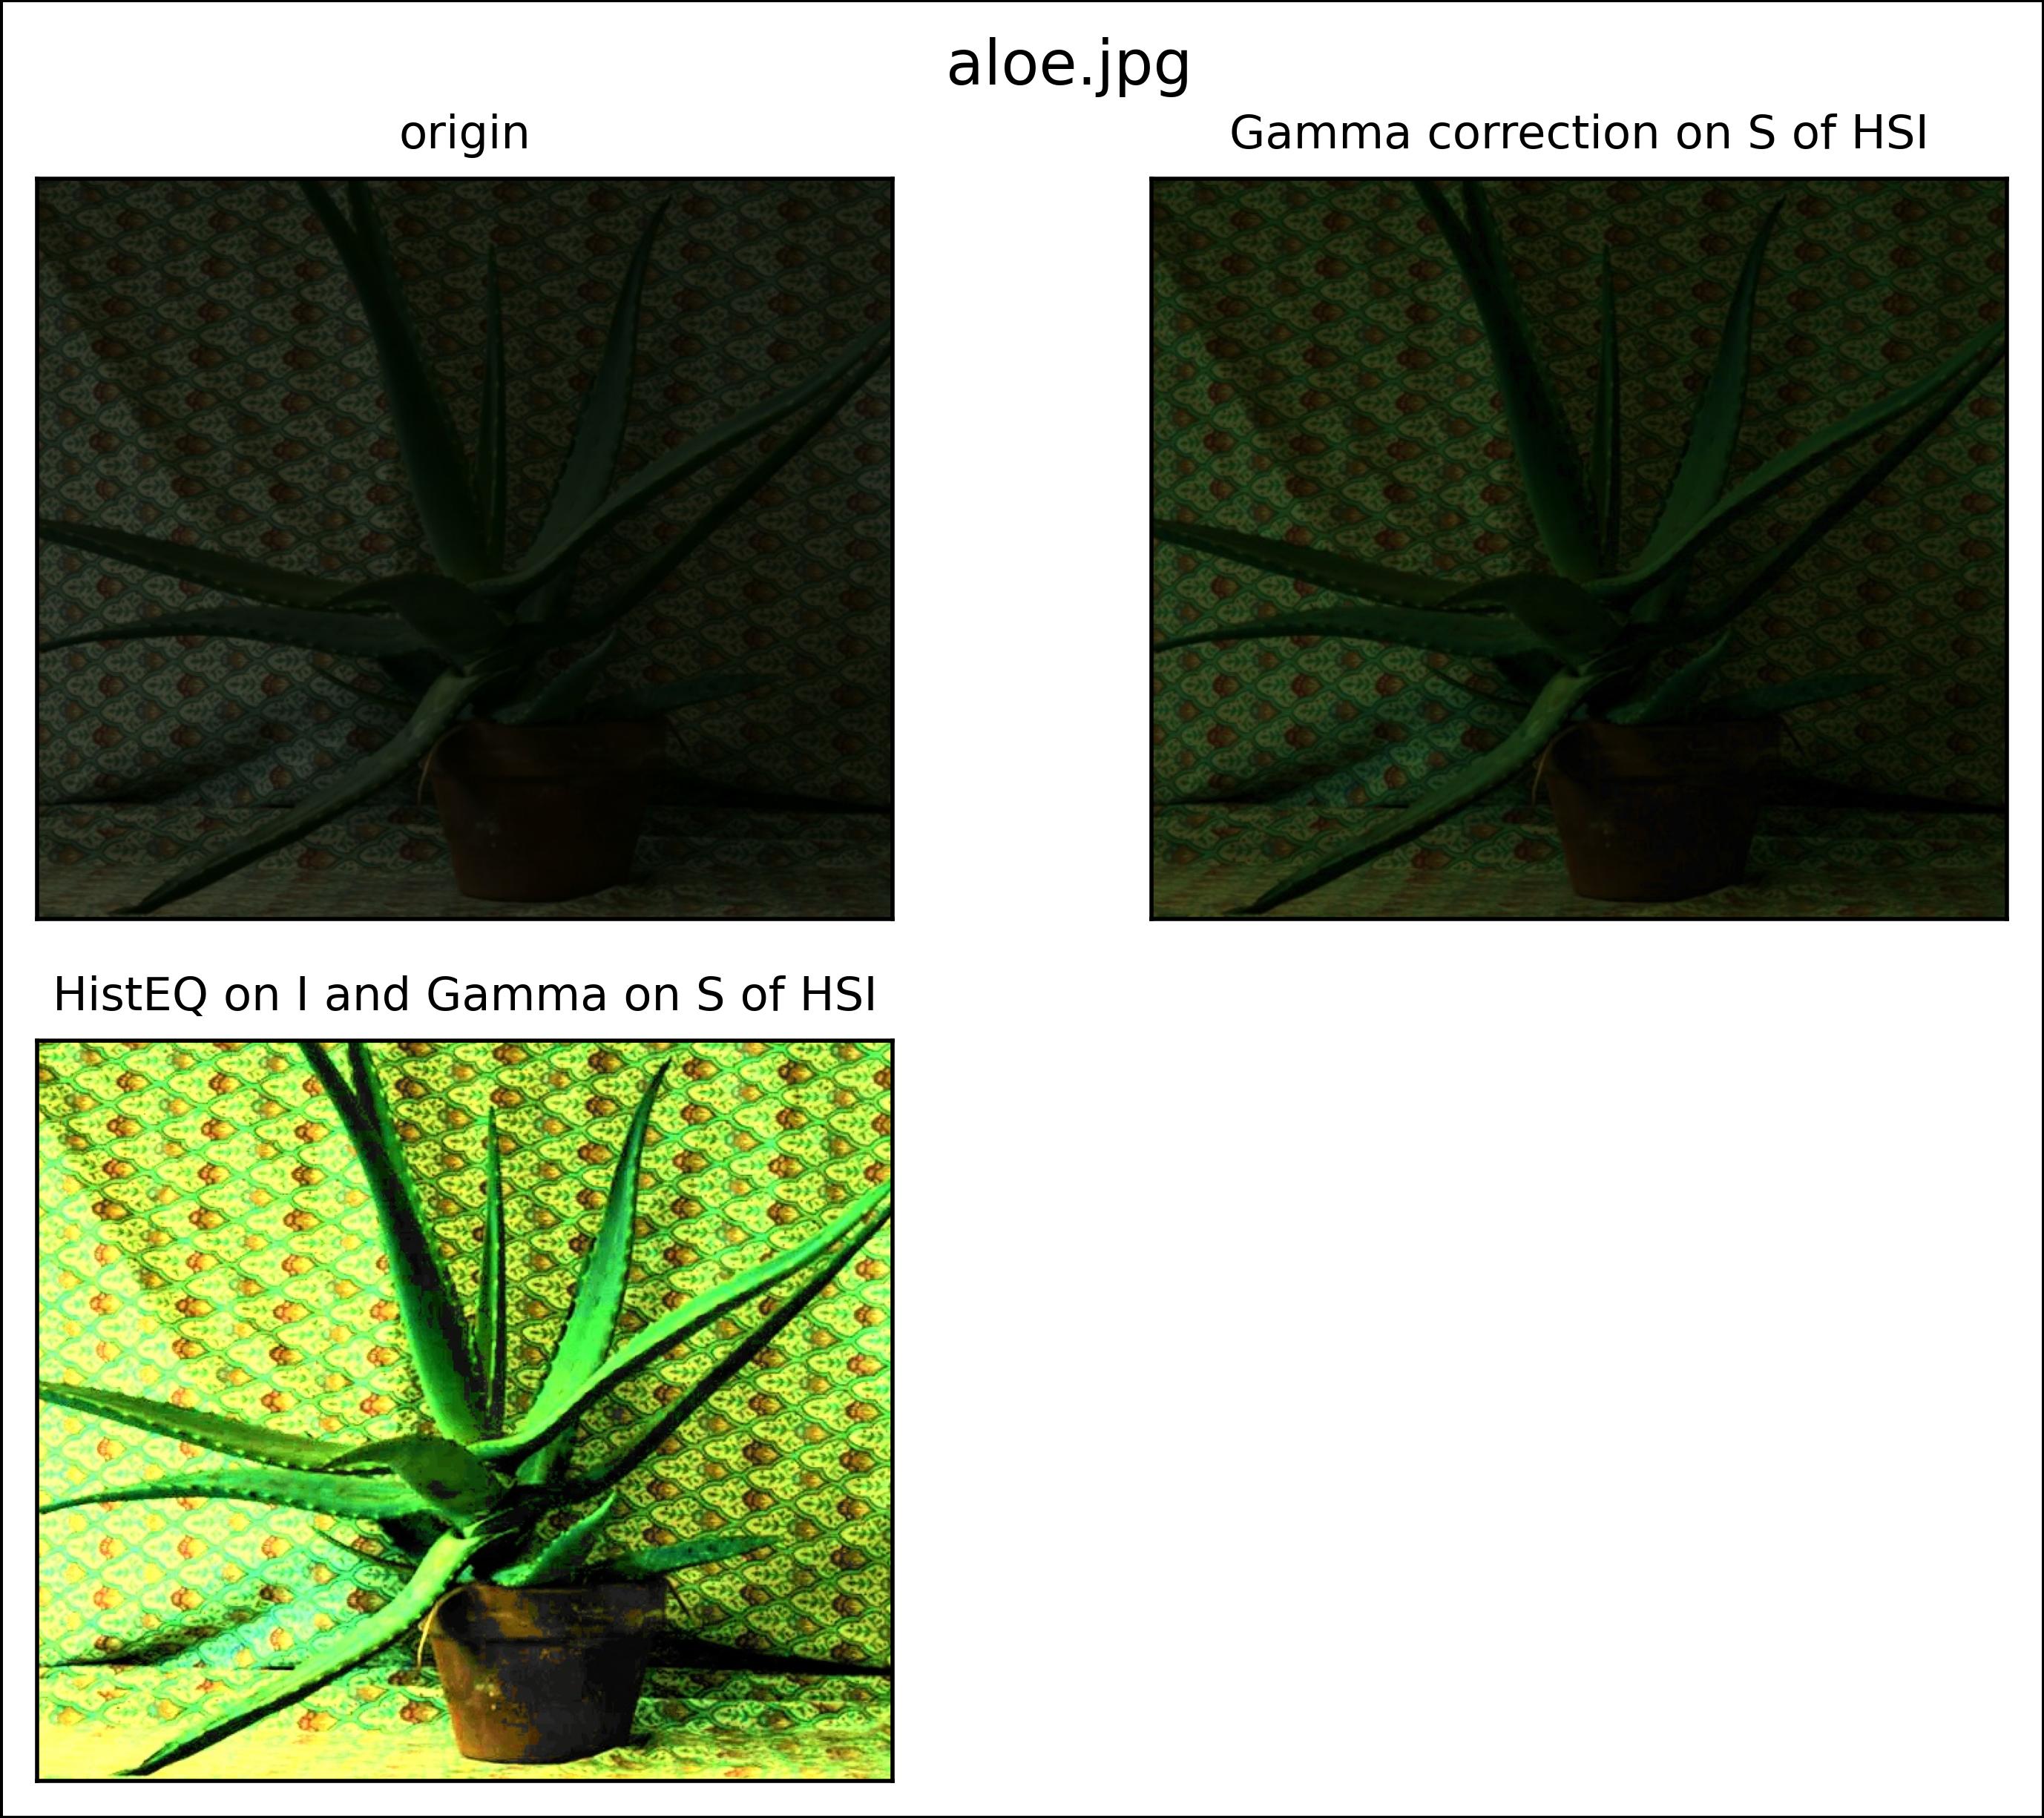 aloe.jpg
origin
Gamma correction on S of HSI
HistEQ on I and Gamma on S of HSI